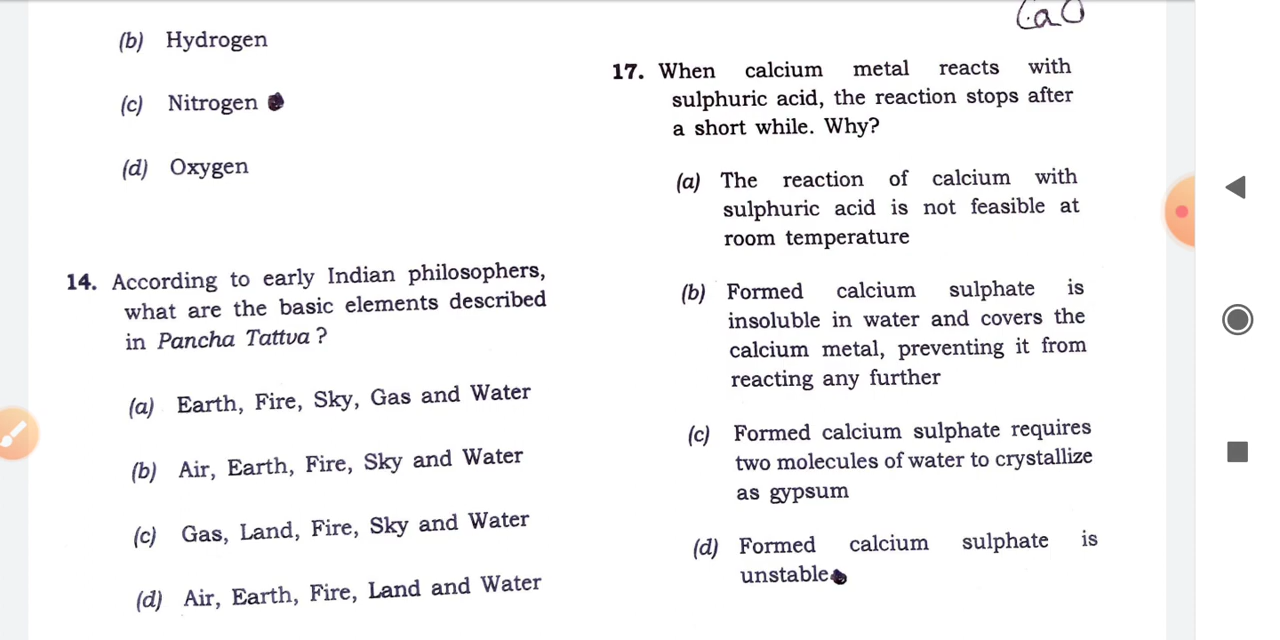 (b) Hydrogen
(c) Nitrogen
(d) Oxygen
14. According to early Indian philosophers,
what are the basic elements described
in Pancha Tattva?
(a) Earth, Fire, Sky, Gas and Water
(b) Air, Earth, Fire, Sky and Water
(c) Gas, Land, Fire, Sky and Water
(d) Air, Earth, Fire, Land and Water
CaO
17. When calcium metal reacts with
sulphuric acid, the reaction stops after
a short while. Why?
(a) The reaction of calcium with
sulphuric acid is not feasible at
room temperature
(b) Formed calcium sulphate is
insoluble in water and covers the
calcium metal, preventing it from
reacting any further
(c) Formed calcium sulphate requires
two molecules of water to crystallize
as gypsum
(d) Formed calcium sulphate is
unstable